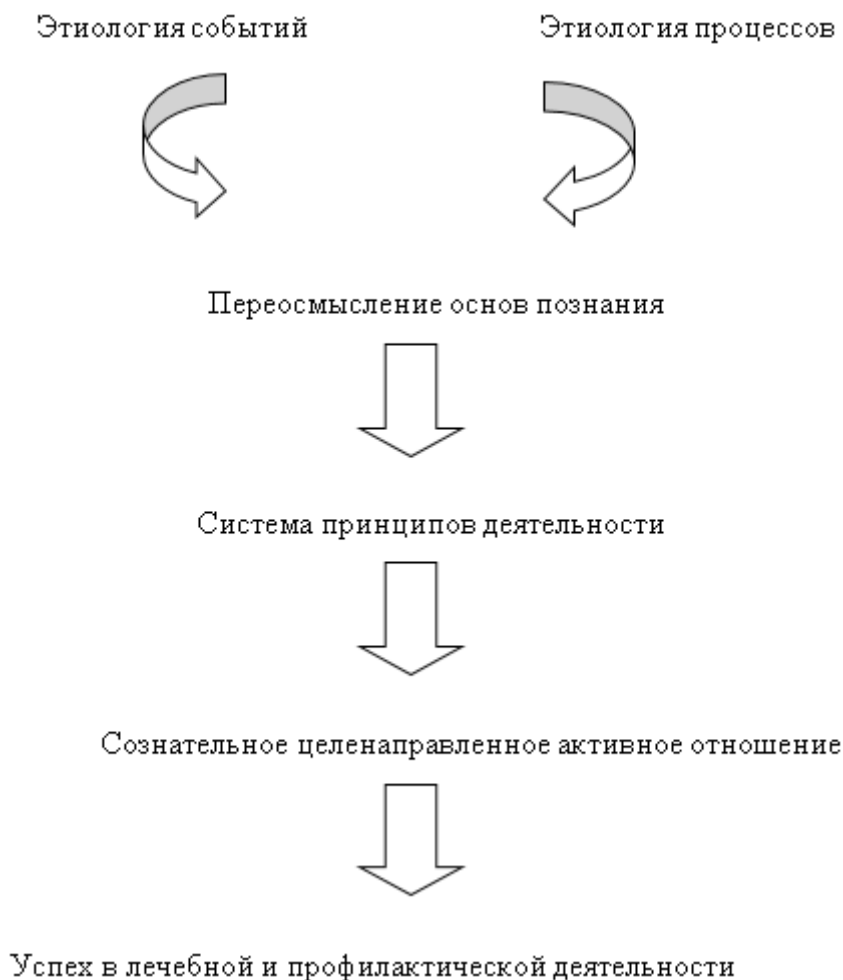 Этиология событий
Этиология процессов
Переосмысление основ познания
Система принципов деятельности
Сознательное целенаправленное активное отношение
Успех в лечебной и профилактической деятельности